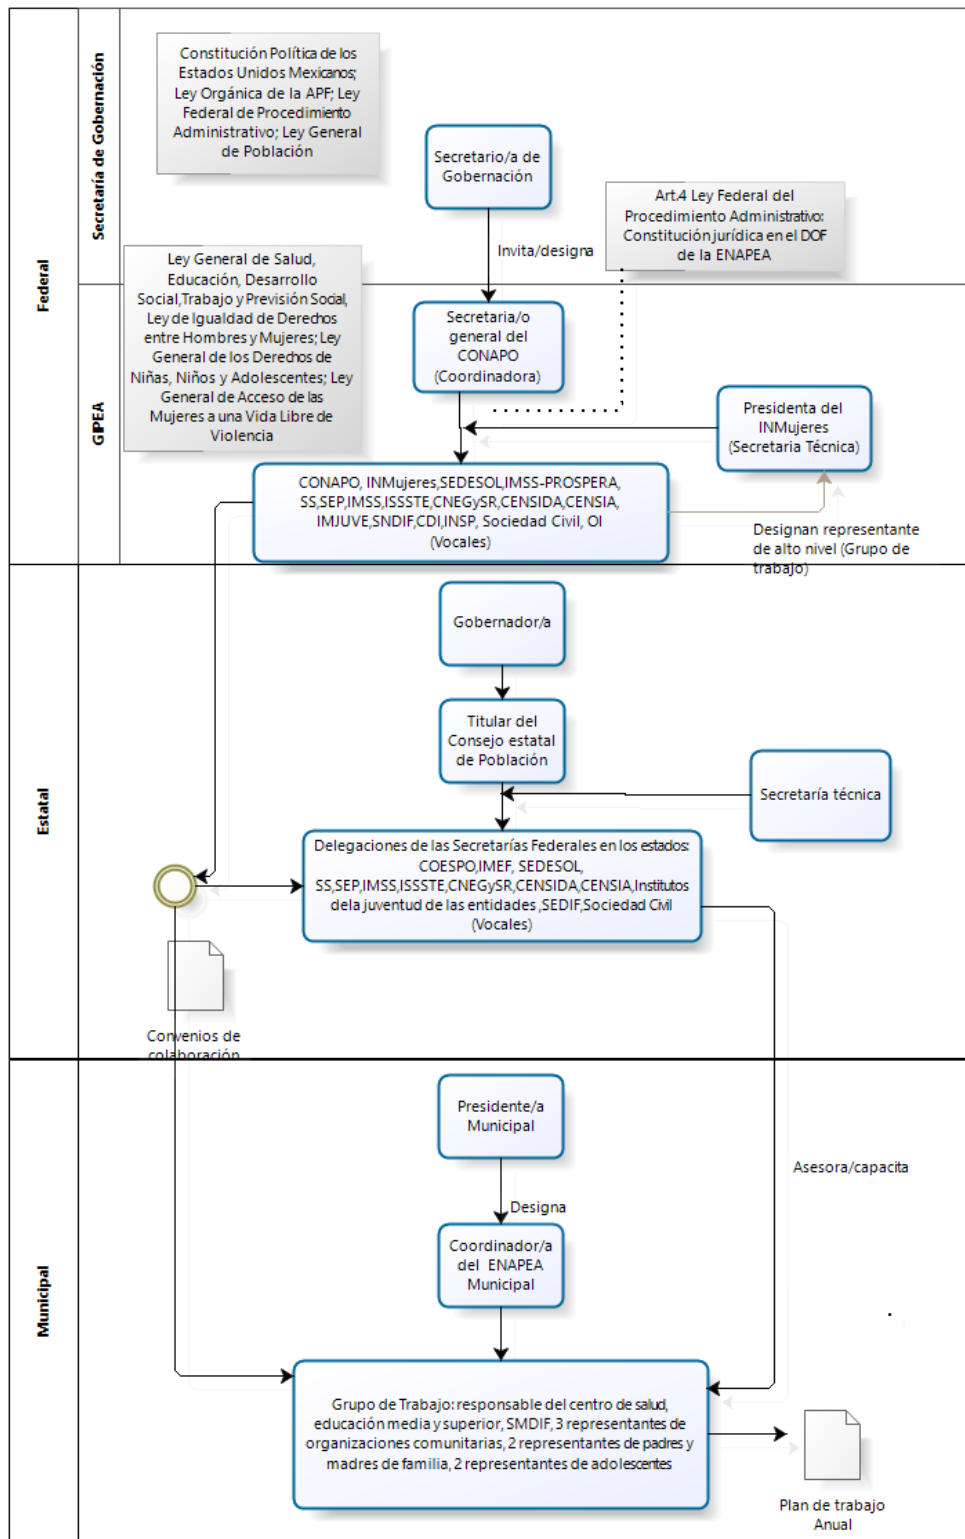 Federal
Secretaría de Gobernación
Constitución Política de los
Estados Unidos Mexicanos;
Ley Orgánica de la APF; Ley
Federal de Procedimiento
Administrativo; Ley General
de Población
Secretario/a de
Gobernación
Invita/designa
Art.4 Ley Federal del
Procedimiento Administrativo:
Constitución jurídica en el DOF
de la ENAPEA
GIPEA
Ley General de Salud,
Educación, Desarrollo
Social,Trabajo y Previsión Social,
Ley de Igualdad de Derechos
entre Hombres y Mujeres; Ley
General de los Derechos de
Niñas, Niños y Adolescentes; Ley
General de Acceso de las
Mujeres a una Vida Libre de
Violencia
Secretaria/o
general del
CONAPO
(Coordinadora)
Presidenta del
INMujeres
(Secretaria Técnica)
CONAPO, INMujeres,SEDESOL,IMSS-PROSPERA,
SS,SEP,IMSS,ISSSTE,CNEGySR,CENSIDA,CENSIA,
IMJUVE,SNDIF,CDI,INSP, Sociedad Civil, OI
(Vocales)
Designan representante
de alto nivel (Grupo de
trabajo)
Estatal
Gobernador/a
Titular del
Consejo estatal
de Población
Secretaría técnica
Delegaciones de las Secretarías Federales en los estados:
COESPO,IMEF, SEDESOL,
SS,SEP,IMSS,ISSSTE,CNEGySR,CENSIDA,CENSIA,Institutos
dela juventud de las entidades ,SEDIF,Sociedad Civil
(Vocales)
Convenios de
colaboración
Municipal
Presidente/a
Municipal
Asesora/capacita
Designa
Coordinador/a
del ENAPEA
Municipal
Grupo de Trabajo: responsable del centro de salud,
educación media y superior, SMDIF, 3 representantes de
organizaciones comunitarias, 2 representantes de padres y
madres de familia, 2 representantes de adolescentes
Plan de trabajo
Anual